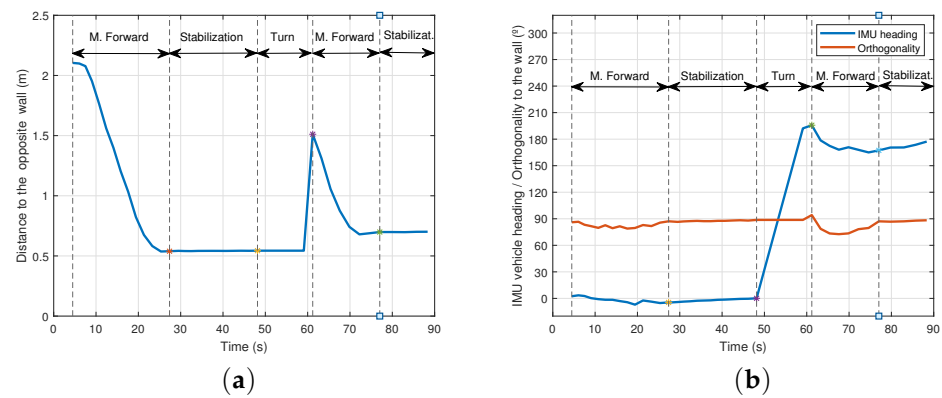 M. Forward Stabilization Turn M. Forward Stabilizat.
Distance to the opposite wall (m)
2.5
2
1.5
1
0.5
0
0 10 20 30 40 50 60 70 80 90
Time (s)
(a)
IMU heading
Orthogonality
M. Forward Stabilization Turn M. Forward Stabilizat.
IMU vehicle heading / Orthogonality to the wall (º)
300
270
240
210
180
150
120
90
60
30
0
0 10 20 30 40 50 60 70 80 90
Time (s)
(b)